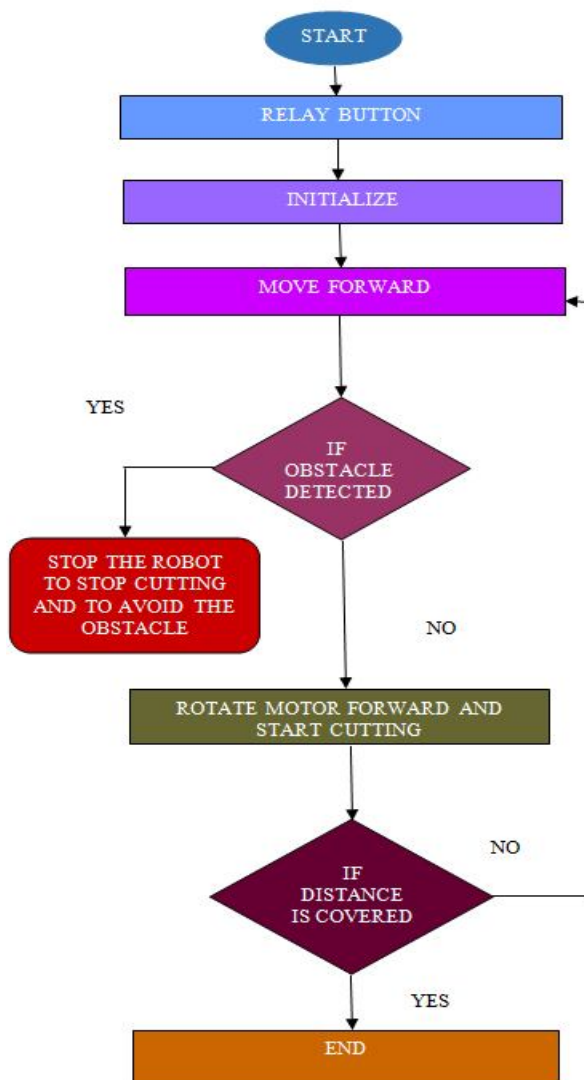 START
RELAY BUTTON
INITIALIZE
MOVE FORWARD
YES
IF
OBSTACLE
DETECTED
STOP THE ROBOT
TO STOP CUTTING
AND TO AVOID THE
OBSTACLE
NO
ROTATE MOTOR FORWARD AND
START CUTTING
NO
IF
DISTANCE
IS COVERED
YES
END